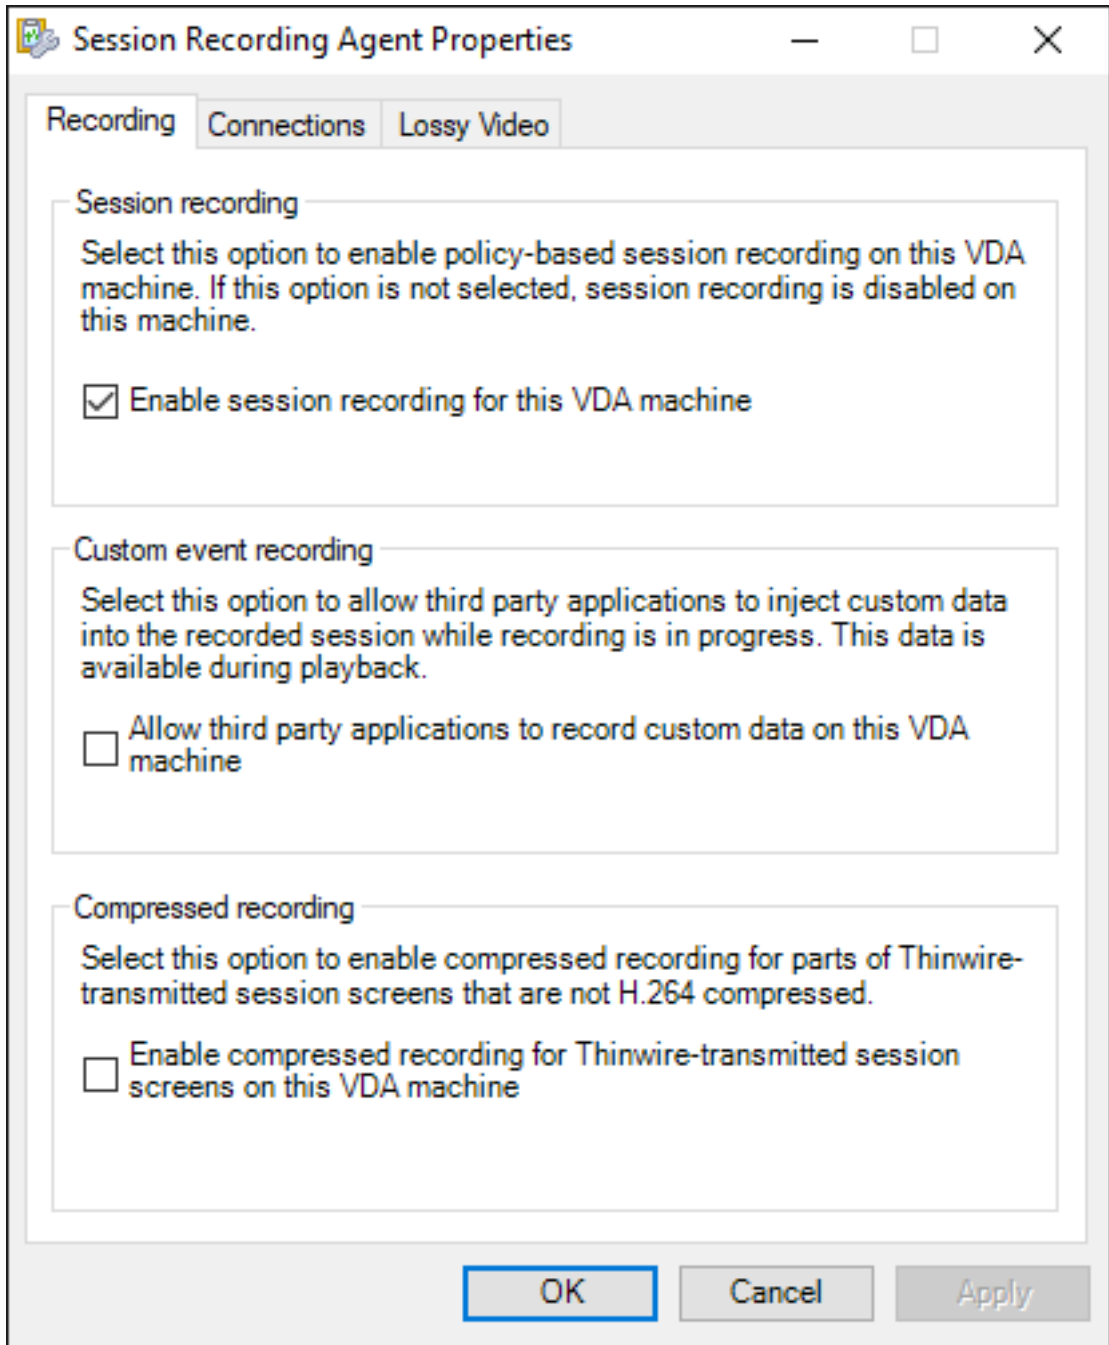 Session Recording Agent Properties
Recording
Connections
Lossy Video
Session recording
Select this option to enable policy-based session recording on this VDA
machine. If this option is not selected, session recording is disabled on
this machine.
Enable session recording for this VDA machine
Custom event recording
Select this option to allow third party applications to inject custom data
into the recorded session while recording is in progress. This data is
available during playback.
Allow third party applications to record custom data on this VDA
machine
Compressed recording
Select this option to enable compressed recording for parts of Thinwire-
transmitted session screens that are not H.264 compressed.
Enable compressed recording for Thinwire-transmitted session
screens on this VDA machine
OK
Cancel
Apply